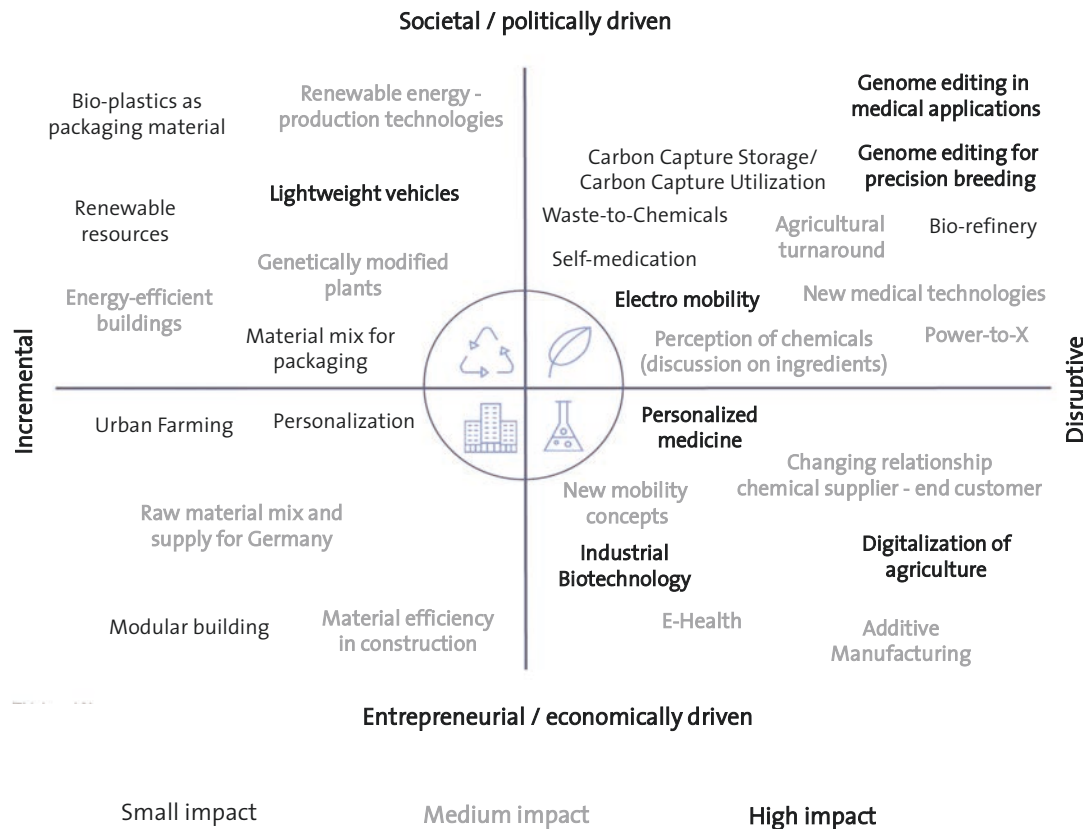 Societal / politically driven
Bio-plastics as
packaging material
Renewable energy -
production technologies
Lightweight vehicles
Renewable
resources
Genetically modified
plants
Energy-efficient
buildings
Material mix for
packaging
Genome editing in
medical applications
Carbon Capture Storage/
Carbon Capture Utilization
Genome editing for
precision breeding
Waste-to-Chemicals
Agricultural
turnaround
Bio-refinery
Self-medication
Electro mobility
New medical technologies
Perception of chemicals
(discussion on ingredients)
Power-to-X
Incremental
Disruptive
Urban Farming
Personalization
Raw material mix and
supply for Germany
Modular building
Material efficiency
in construction
Personalized
medicine
Changing relationship
chemical supplier - end customer
New mobility
concepts
Industrial
Biotechnology
Digitalization of
agriculture
E-Health
Additive
Manufacturing
Entrepreneurial / economically driven
Small impact
Medium impact
High impact